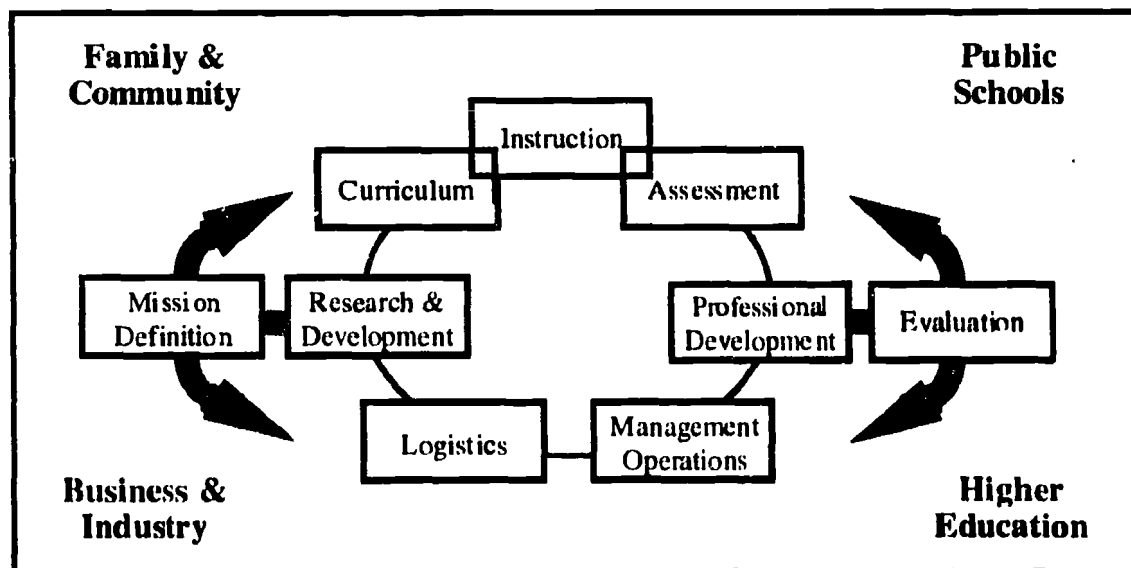 Family &
Community
Public
Schools
Instruction
Curriculum
Assessment
Mission
Definition
Research &
Development
Professional
Development
Evaluation
Logistics
Management
Operations
Business &
Industry
Higher
Education